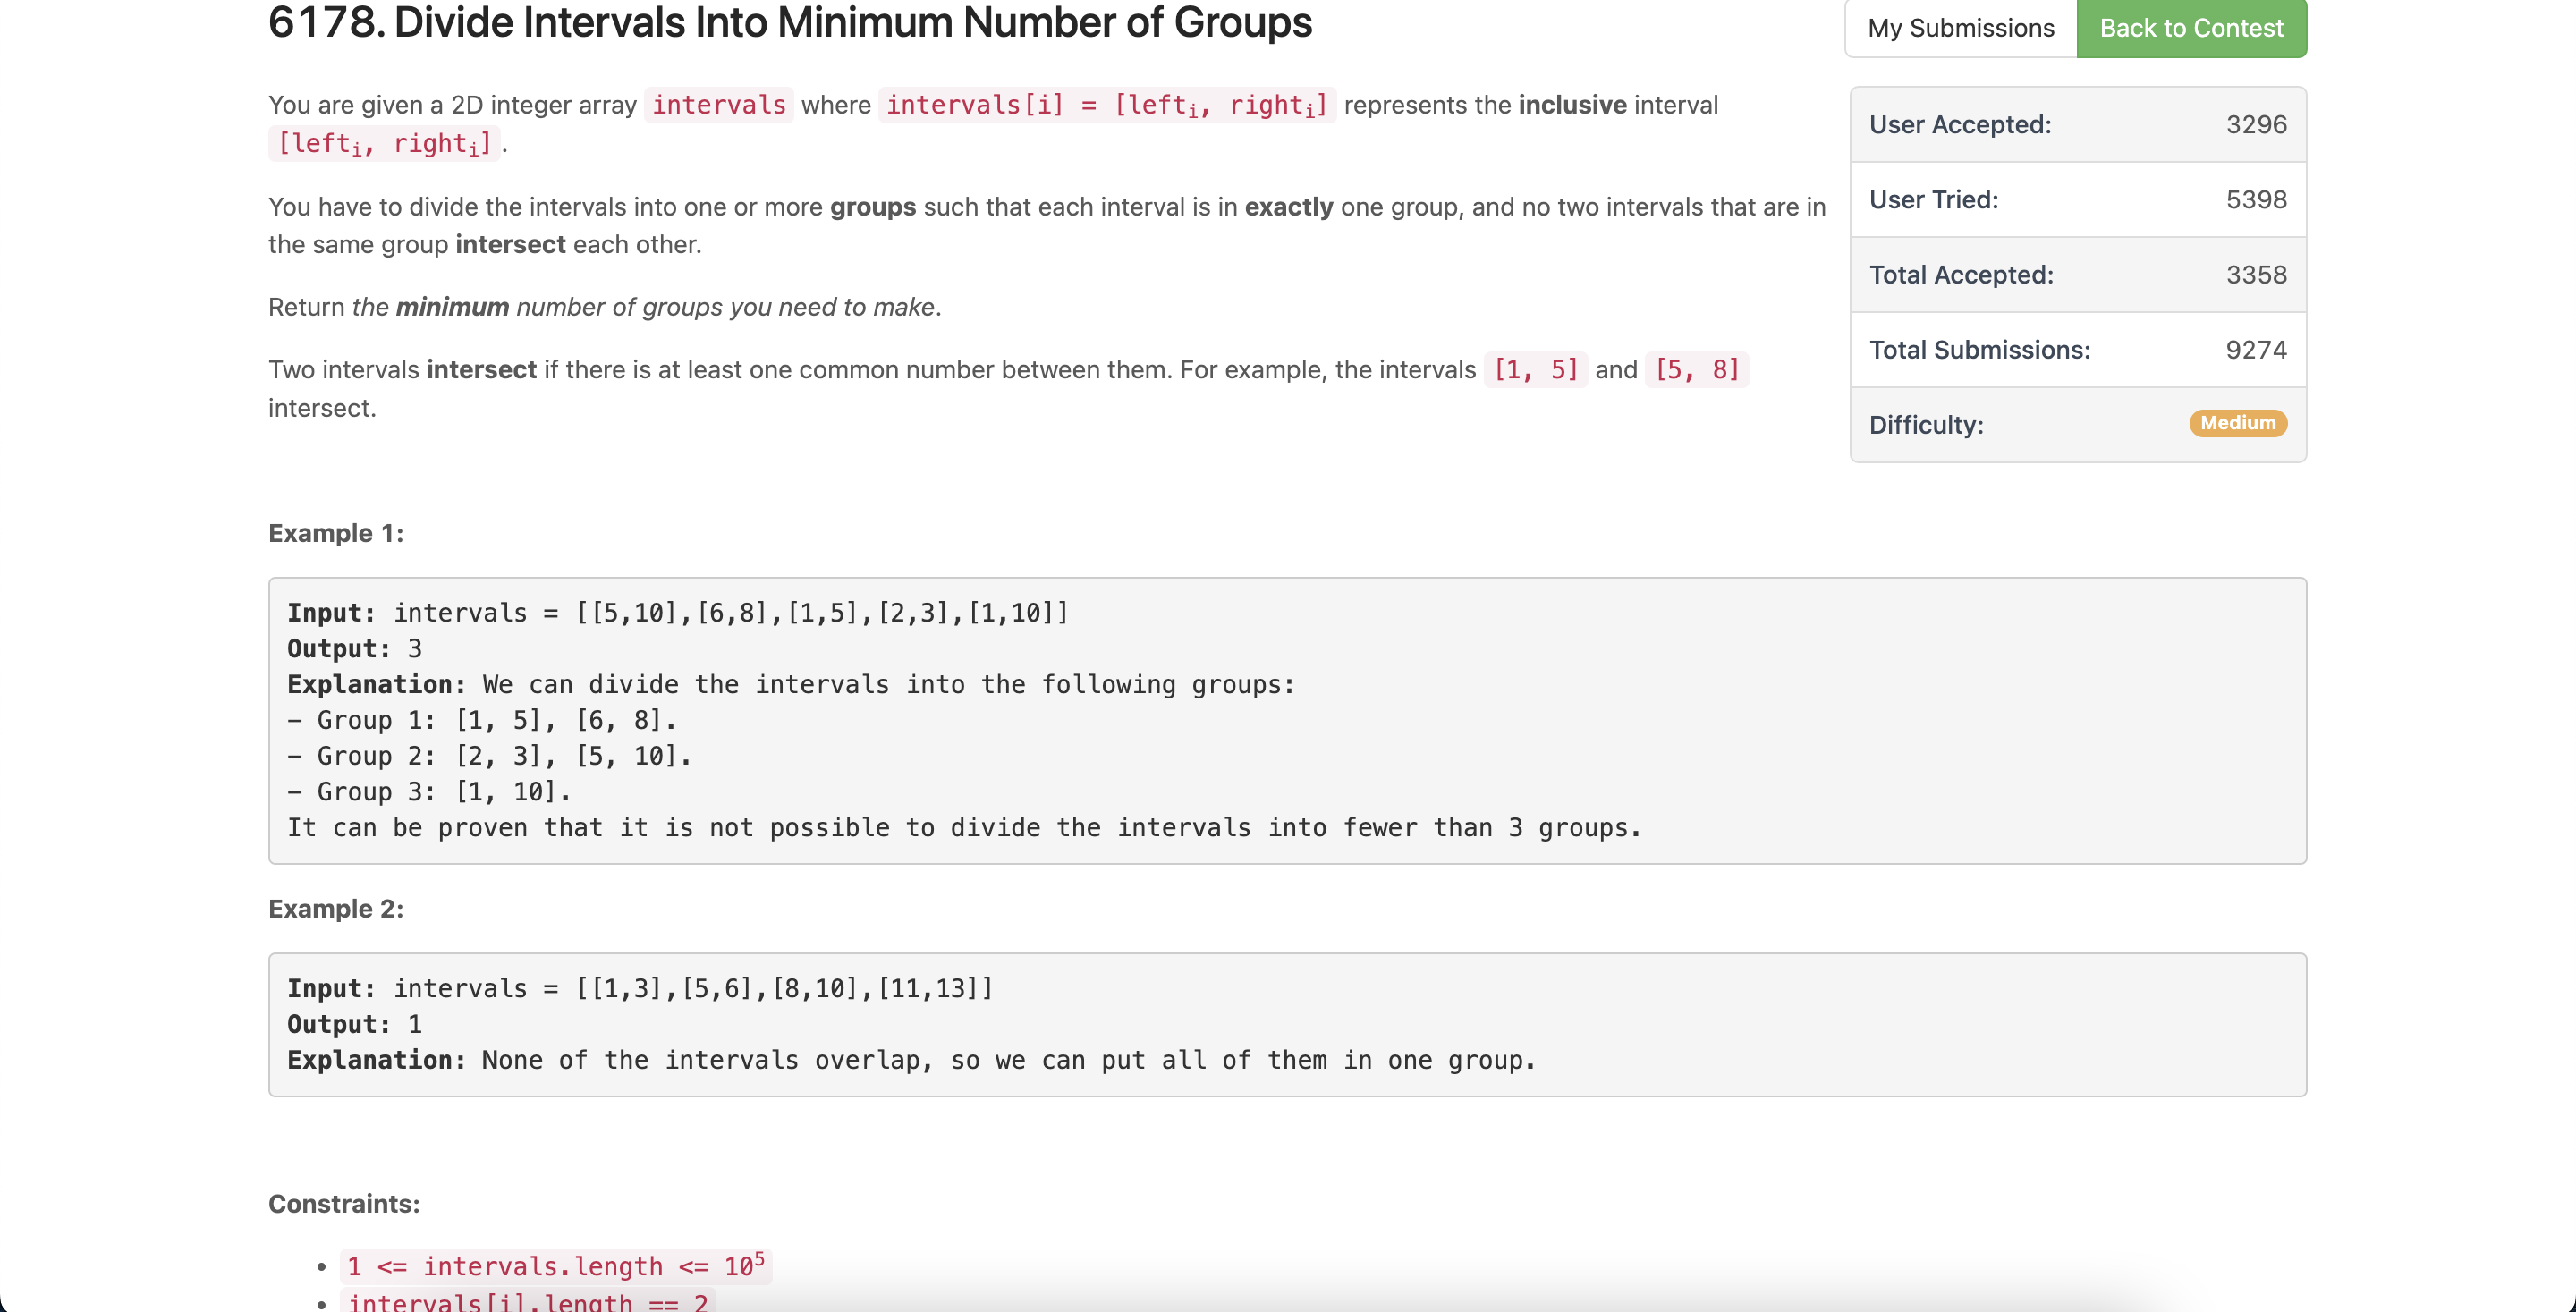 6178. Divide Intervals Into Minimum Number of Groups
My Submissions
Back to Contest
You are given a 2D integer array intervals where intervals[i] = [lefti, righti] represents the inclusive interval
[lefti, righti].
You have to divide the intervals into one or more groups such that each interval is in exactly one group, and no two intervals that are in
the same group intersect each other.
Return the minimum number of groups you need to make.
Two intervals intersect if there is at least one common number between them. For example, the intervals [1, 5] and [5, 8]
intersect.
User Accepted: 3296
User Tried: 5398
Total Accepted: 3358
Total Submissions: 9274
Difficulty: Medium
Example 1:
Input: intervals = [[5,10],[6,8],[1,5],[2,3],[1,10]]
Output: 3
Explanation: We can divide the intervals into the following groups:
– Group 1: [1, 5], [6, 8].
– Group 2: [2, 3], [5, 10].
– Group 3: [1, 10].
It can be proven that it is not possible to divide the intervals into fewer than 3 groups.
Example 2:
Input: intervals = [[1,3],[5,6],[8,10],[11,13]]
Output: 1
Explanation: None of the intervals overlap, so we can put all of them in one group.
Constraints:
• 1 <= intervals.length <= 10⁵
• intervals[i].length == 2